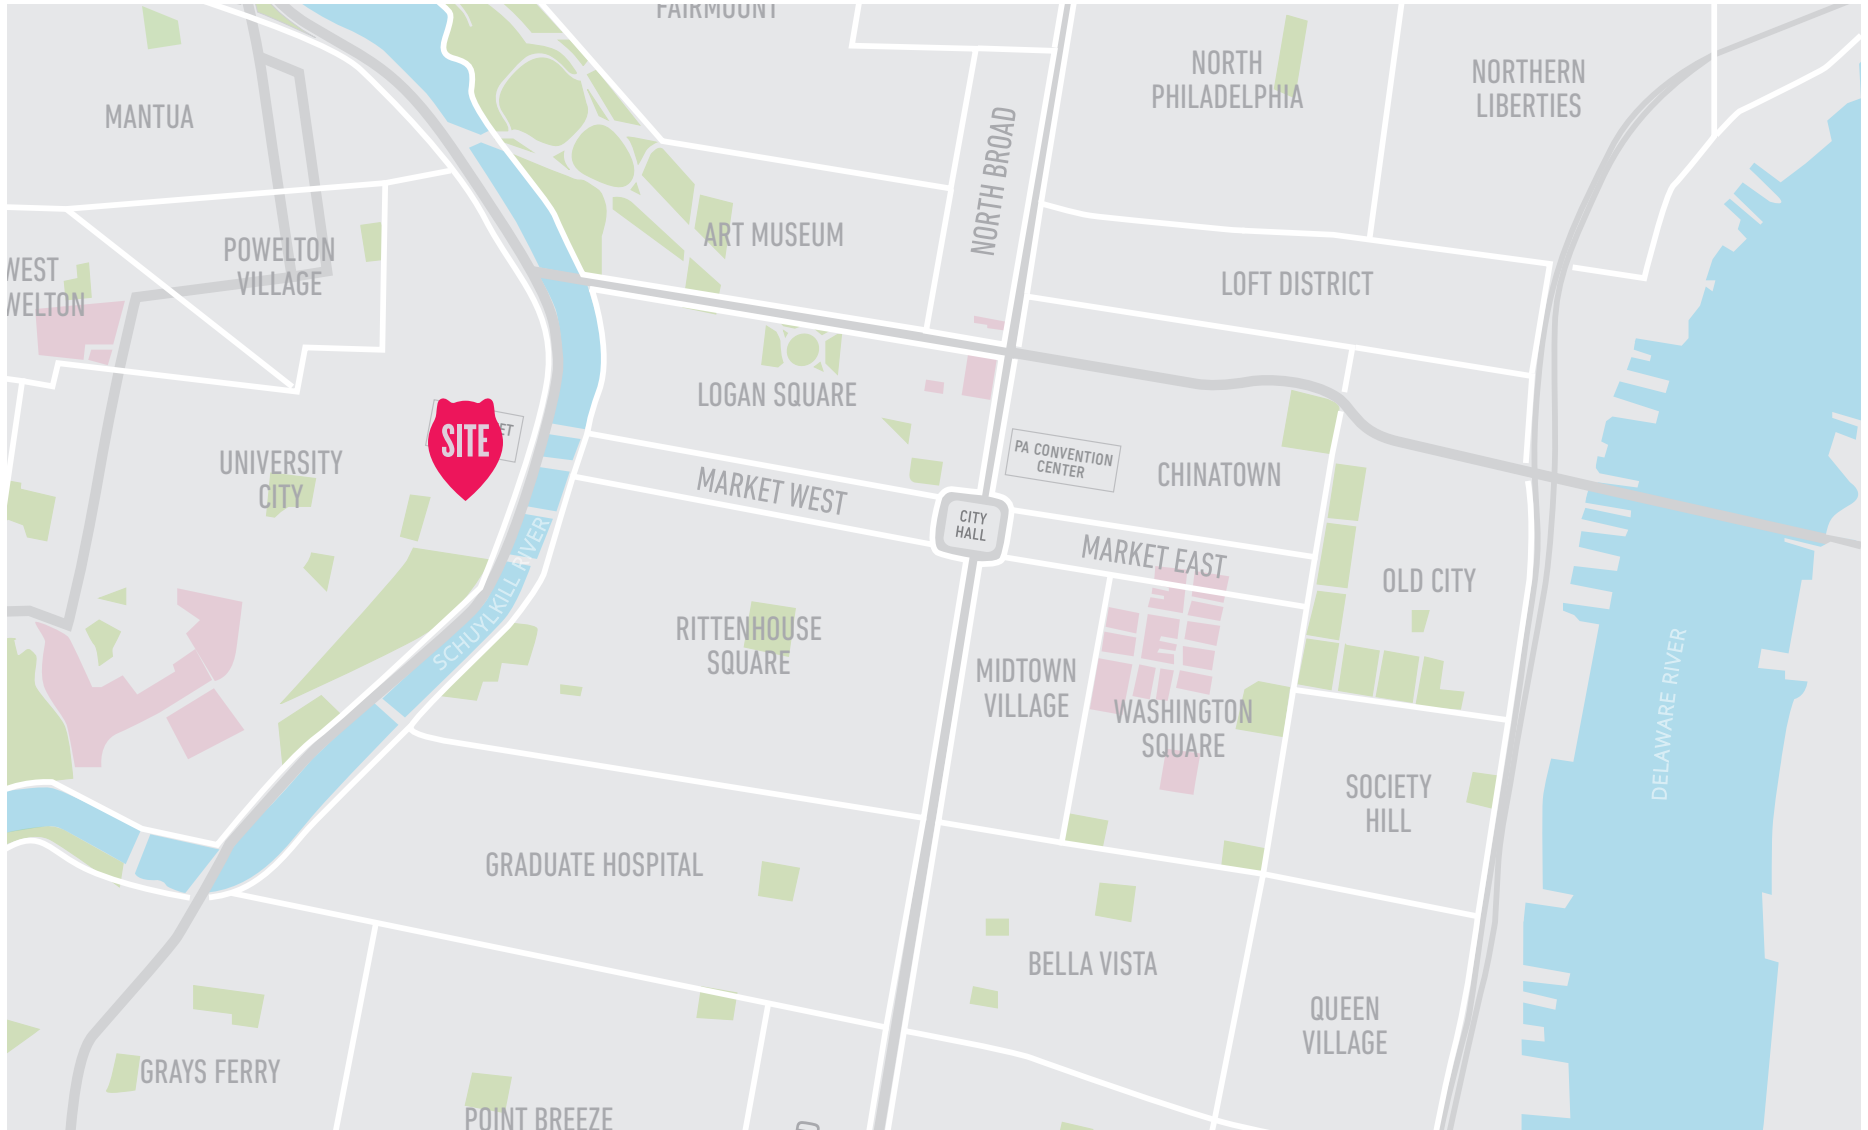 FAIRMOUNT
NORTH
PHILADELPHIA
NORTHERN
LIBERTIES
MANTUA
NORTH BROAD
ART MUSEUM
POWELTON
VILLAGE
WEST
WELTON
LOFT DISTRICT
LOGAN SQUARE
SITE
ET
PA CONVENTION
CENTER
CHINATOWN
UNIVERSITY
CITY
MARKET WEST
CITY
HALL
MARKET EAST
OLD CITY
SCHUYLKILL RIVER
RITTENHOUSE
SQUARE
MIDTOWN
VILLAGE
WASHINGTON
SQUARE
DELAWARE RIVER
SOCIETY
HILL
GRADUATE HOSPITAL
BELLA VISTA
QUEEN
VILLAGE
GRAYS FERRY
POINT BREEZE